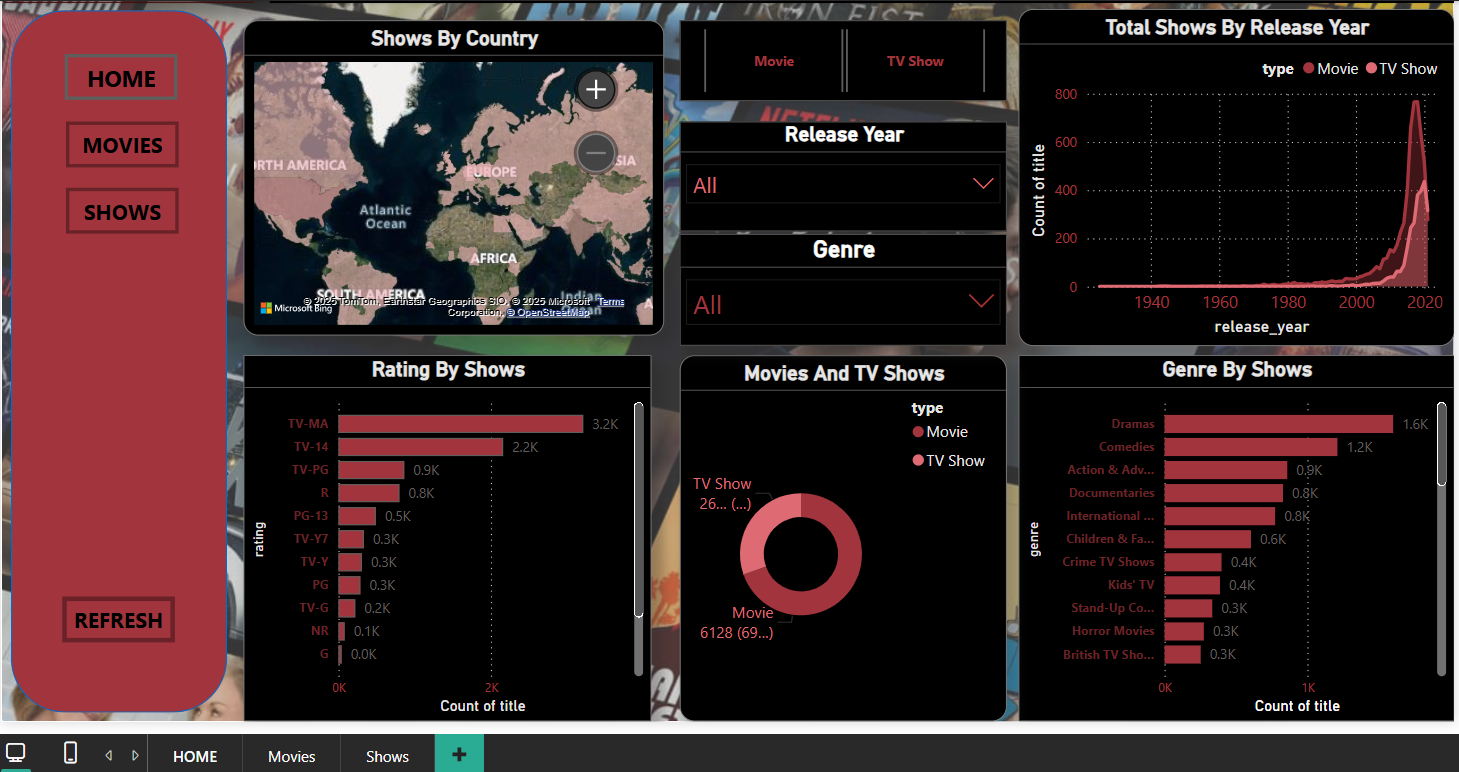 HOME
MOVIES
SHOWS
REFRESH
Shows By Country
NORTH AMERICA
EUROPE
ASIA
Atlantic
Ocean
AFRICA
SOUTH AMERICA
Indian
Microsoft Bing
© 2025 TomTom, Earthstar Geographics SIO, © 2025 Microsoft Terms
Corporation, © OpenStreetMap
Movie
TV Show
Release Year
All
Genre
All
Total Shows By Release Year
type Movie TV Show
Count of title
800
600
400
200
0
1940 1960 1980 2000 2020
release_year
Rating By Shows
rating
TV-MA 3.2K
TV-14 2.2K
TV-PG 0.9K
R 0.8K
PG-13 0.5K
TV-Y7 0.3K
TV-Y 0.3K
PG 0.3K
TV-G 0.2K
NR 0.1K
G 0.0K
0K 2K
Count of title
Movies And TV Shows
type
Movie
TV Show
TV Show
26... (...)
Movie
6128 (69...)
Genre By Shows
genre
Dramas 1.6K
Comedies 1.2K
Action & Adv... 0.9K
Documentaries 0.8K
International ... 0.8K
Children & Fa... 0.6K
Crime TV Shows 0.4K
Kids' TV 0.4K
Stand-Up Co... 0.3K
Horror Movies 0.3K
British TV Sho... 0.3K
0K 1K
Count of title
HOME Movies Shows +